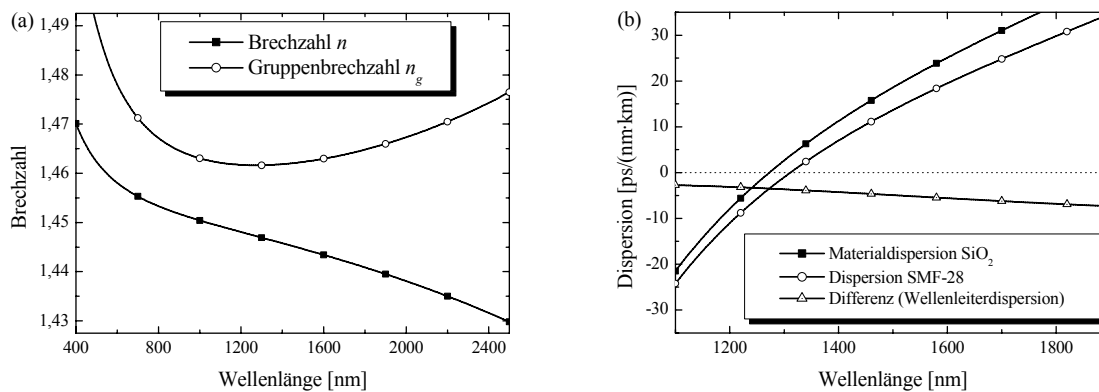 (a)
1,49
1,48
1,47
1,46
1,45
1,44
1,43
Brechzahl
Brechzahl n
Gruppenbrechzahl n_g
400 800 1200 1600 2000 2400
Wellenlänge [nm]
(b)
30
20
10
0
-10
-20
-30
Dispersion [ps/(nm·km)]
Materialdispersion SiO₂
Dispersion SMF-28
Differenz (Wellenleiterdispersion)
1200 1400 1600 1800
Wellenlänge [nm]